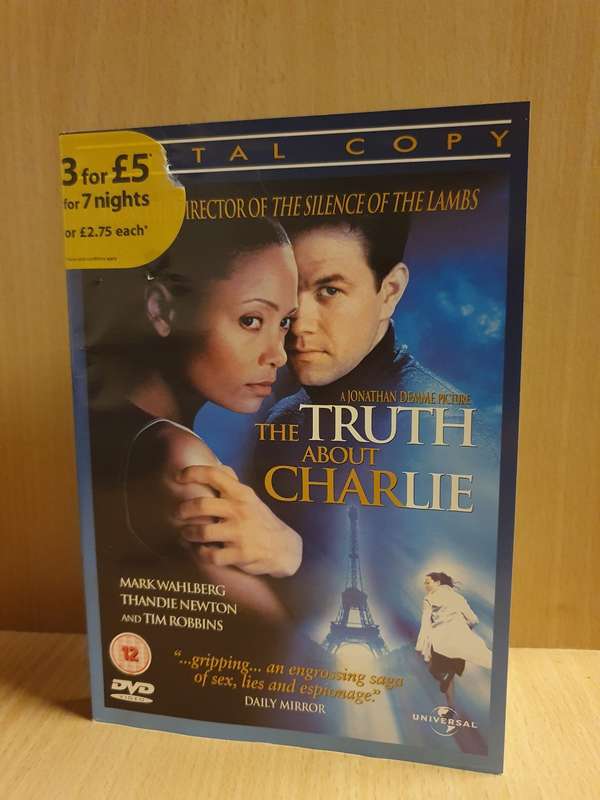 TAL COPY
3 for £5*
for 7 nights
or £2.75 each*
DIRECTOR OF THE SILENCE OF THE LAMBS
A JONATHAN DEMME PICTURE
THE TRUTH
ABOUT
CHARLIE
MARK WAHLBERG
THANDIE NEWTON
AND TIM ROBBINS
12
"...gripping... an engrossing saga
of sex, lies and espionage."
DAILY MIRROR
DVD
VIDEO
UNIVERSAL